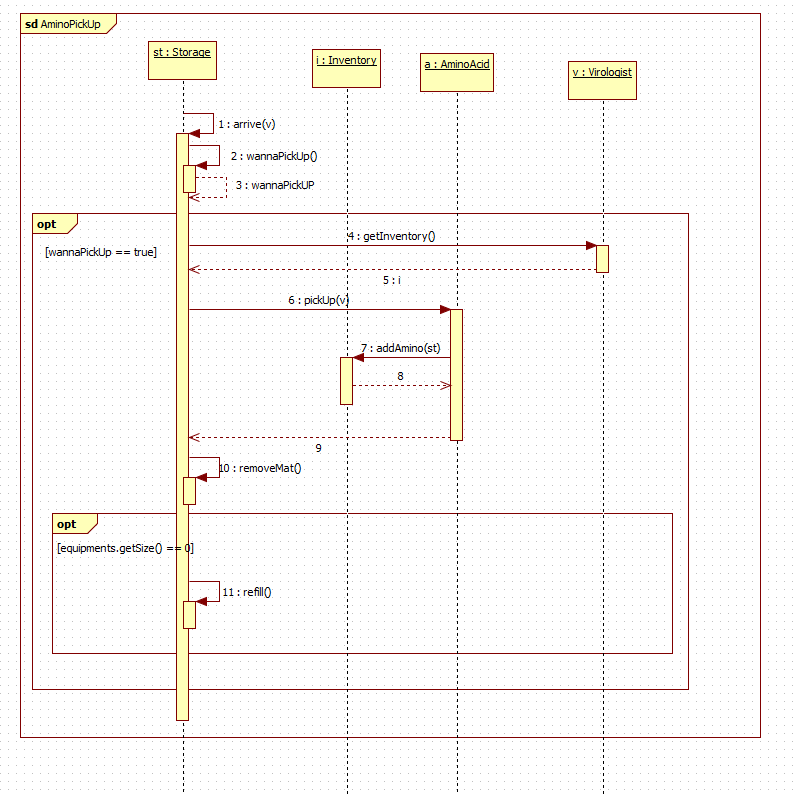 sd AminoPickUp
st : Storage
i : Inventory
a : AminoAcid
v : Virologist
1 : arrive(v)
2 : wannaPickUp()
3 : wannaPickUP
opt
[wannaPickUp == true]
4 : getInventory()
5 : i
6 : pickUp(v)
7 : addAmino(st)
8
9
10 : removeMat()
opt
[equipments.getSize() == 0]
11 : refill()